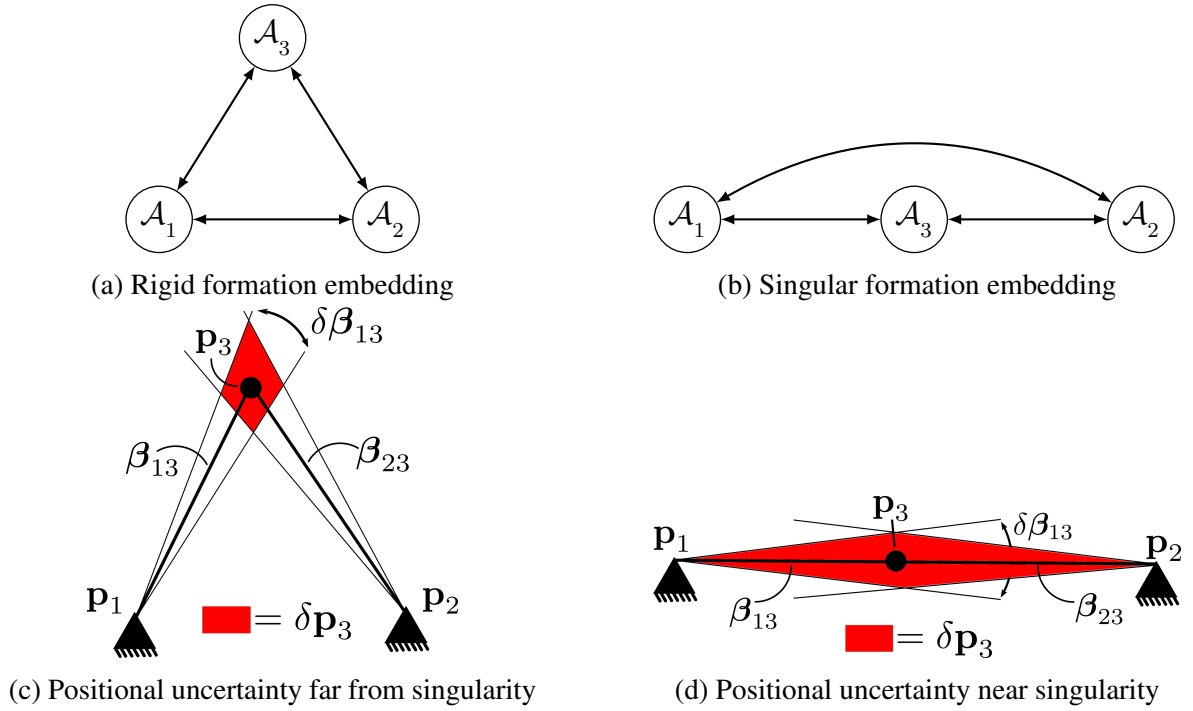 𝒜₃
𝒜₁ 𝒜₂
(a) Rigid formation embedding
𝒜₁ 𝒜₃ 𝒜₂
(b) Singular formation embedding
δβ₁₃
p₃
β₁₃ β₂₃
p₁ p₂
= δp₃
(c) Positional uncertainty far from singularity
p₃
δβ₁₃
p₁ p₂
β₁₃ β₂₃
= δp₃
(d) Positional uncertainty near singularity